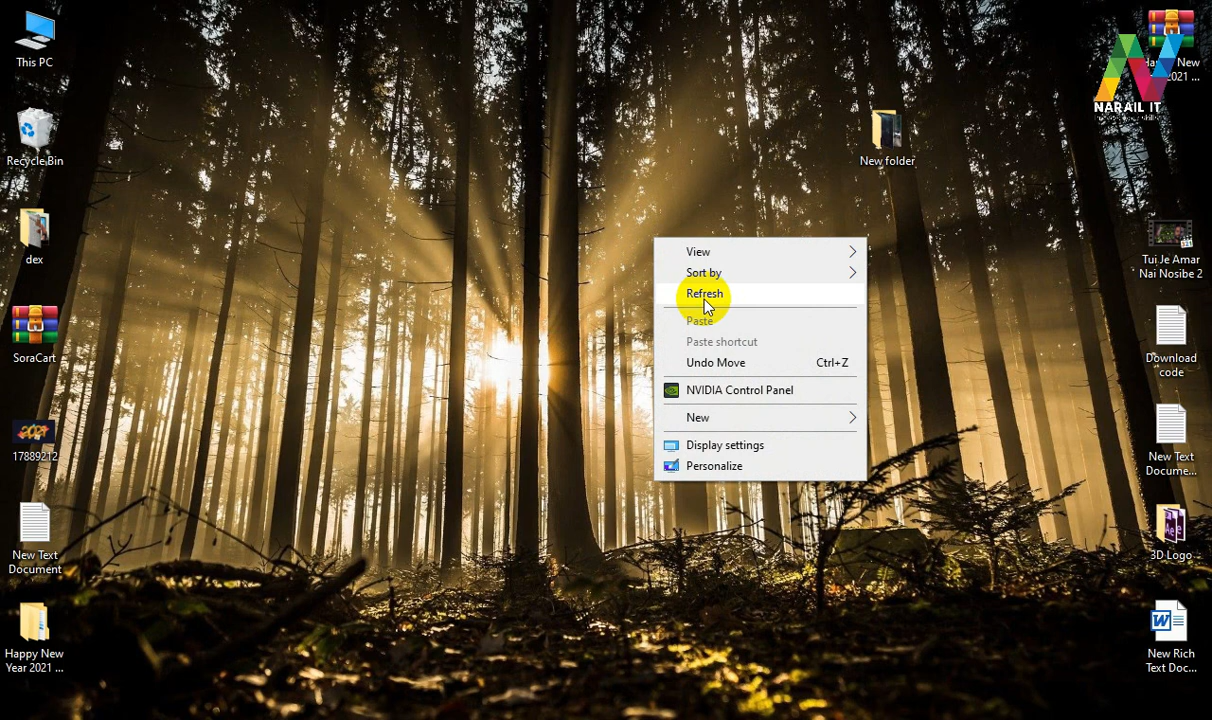 This PC
Recycle Bin
dex
SoraCart
17889212
New Text
Document
Happy New
Year 2021 ...
View
Sort by
Refresh
Paste
Paste shortcut
Undo Move Ctrl+Z
NVIDIA Control Panel
New
Display settings
Personalize
New folder
New
2021 ...
NARAIL IT
Tui Je Amar
Nai Nosibe 2
Download
code
New Text
Docume...
3D Logo
New Rich
Text Doc...